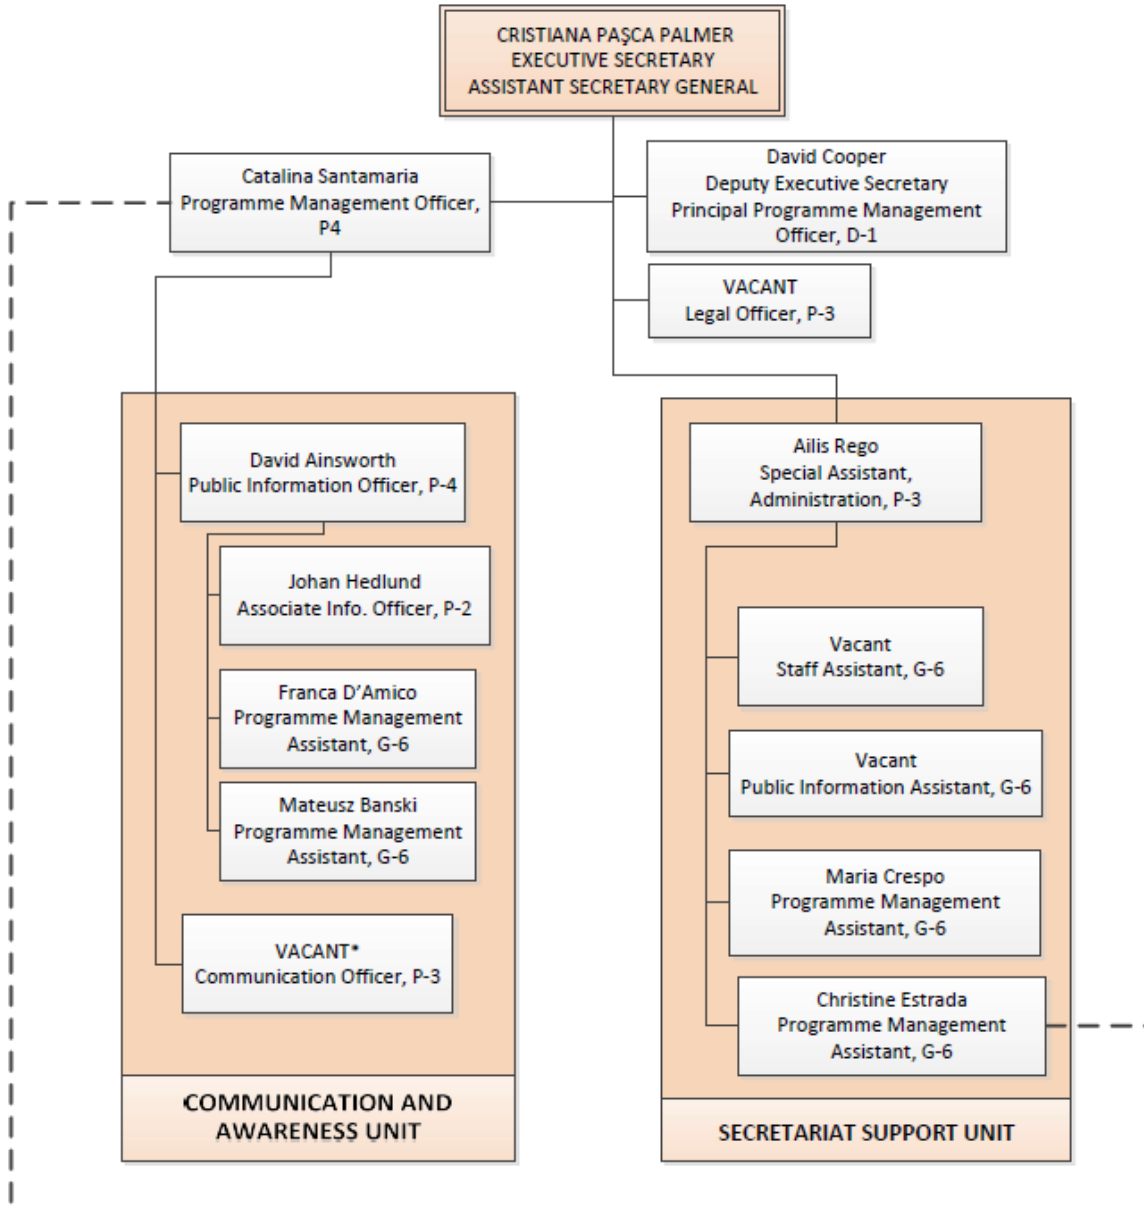 CRISTIANA PAŞCA PALMER
EXECUTIVE SECRETARY
ASSISTANT SECRETARY GENERAL
Catalina Santamaria
Programme Management Officer,
P4
David Cooper
Deputy Executive Secretary
Principal Programme Management
Officer, D-1
VACANT
Legal Officer, P-3
David Ainsworth
Public Information Officer, P-4
Johan Hedlund
Associate Info. Officer, P-2
Franca D’Amico
Programme Management
Assistant, G-6
Mateusz Banski
Programme Management
Assistant, G-6
VACANT*
Communication Officer, P-3
COMMUNICATION AND
AWARENESS UNIT
Ailis Rego
Special Assistant,
Administration, P-3
Vacant
Staff Assistant, G-6
Vacant
Public Information Assistant, G-6
Maria Crespo
Programme Management
Assistant, G-6
Christine Estrada
Programme Management
Assistant, G-6
SECRETARIAT SUPPORT UNIT